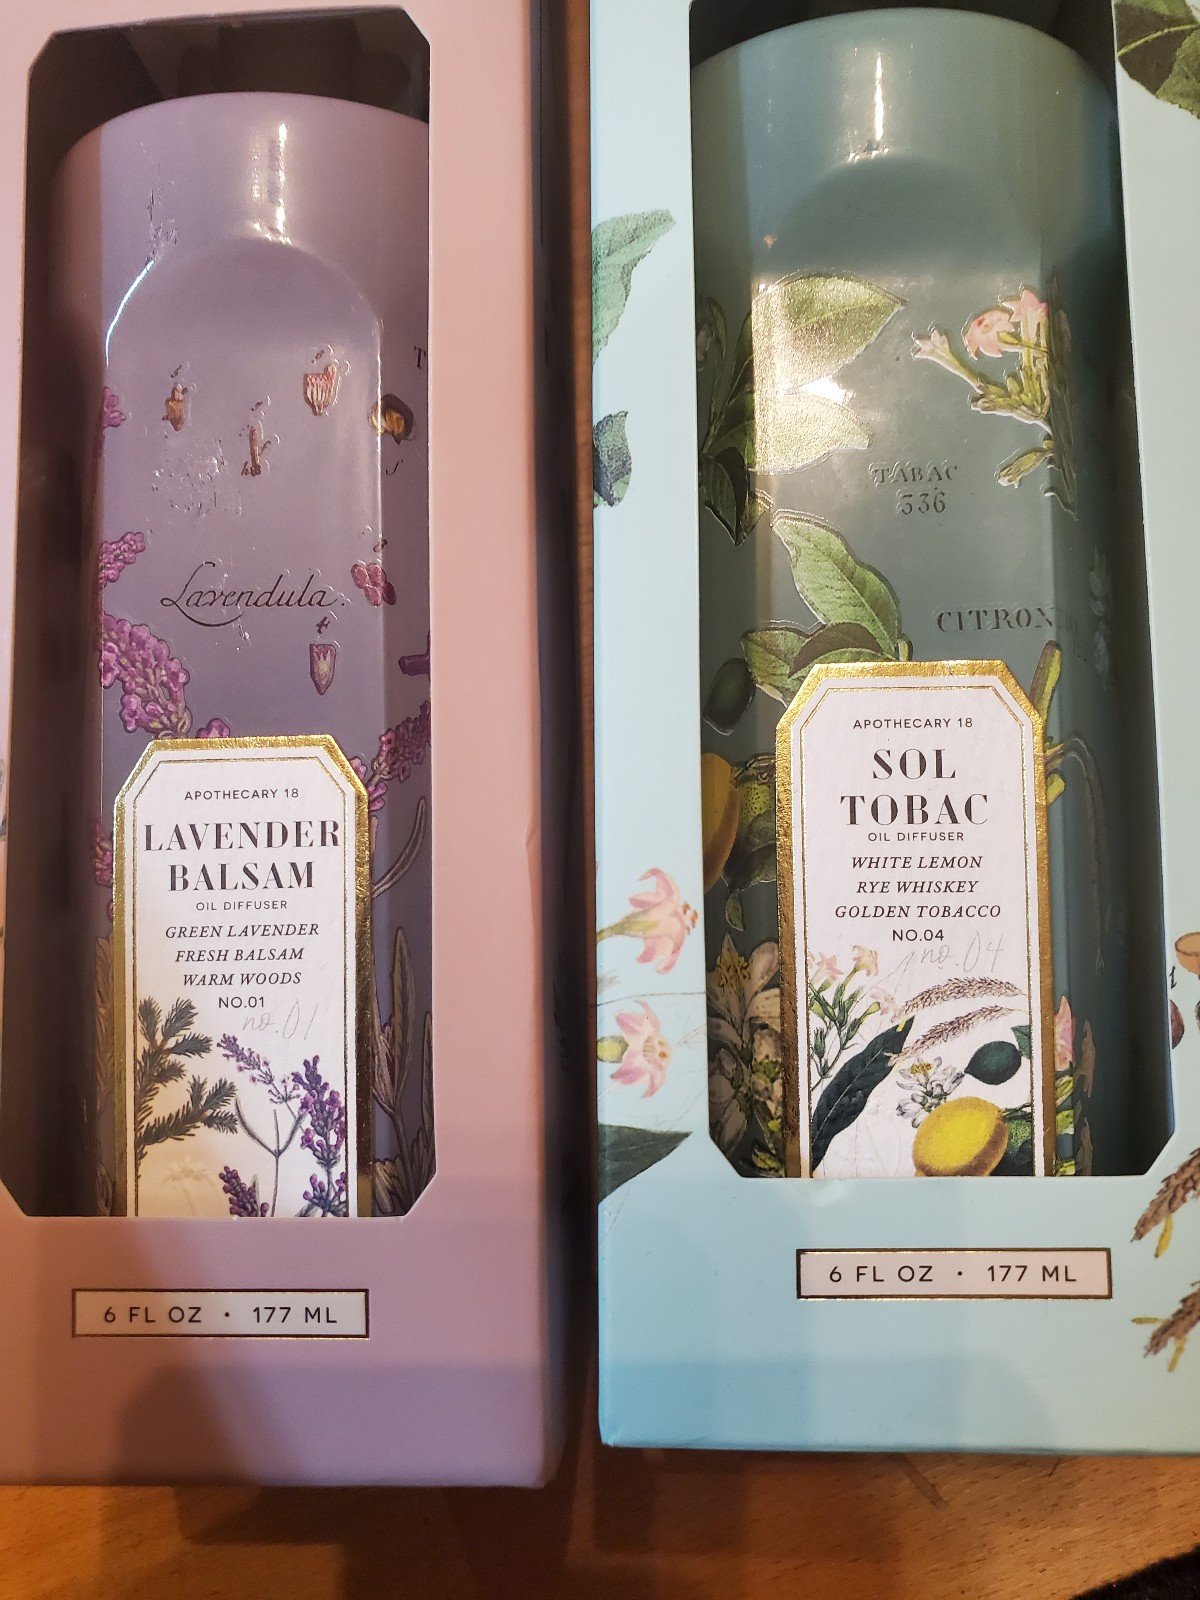 Lavendula.
APOTHECARY 18
LAVENDER
BALSAM
OIL DIFFUSER
GREEN LAVENDER
FRESH BALSAM
WARM WOODS
NO.01
no.01
6 FL OZ · 177 ML
TABAC
336
CITRON
APOTHECARY 18
SOL
TOBAC
OIL DIFFUSER
WHITE LEMON
RYE WHISKEY
GOLDEN TOBACCO
NO.04
no.04
6 FL OZ · 177 ML